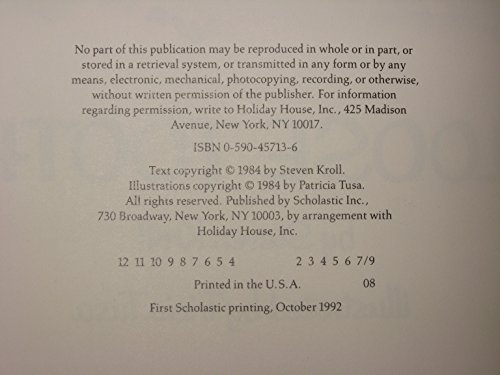 No part of this publication may be reproduced in whole or in part, or
stored in a retrieval system, or transmitted in any form or by any
means, electronic, mechanical, photocopying, recording, or otherwise,
without written permission of the publisher. For information
regarding permission, write to Holiday House, Inc., 425 Madison
Avenue, New York, NY 10017.
ISBN 0-590-45713-6
Text copyright © 1984 by Steven Kroll.
Illustrations copyright © 1984 by Patricia Tusa.
All rights reserved. Published by Scholastic Inc.,
730 Broadway, New York, NY 10003, by arrangement with
Holiday House, Inc.
12 11 10 9 8 7 6 5 4 2 3 4 5 6 7/9
Printed in the U.S.A. 08
First Scholastic printing, October 1992